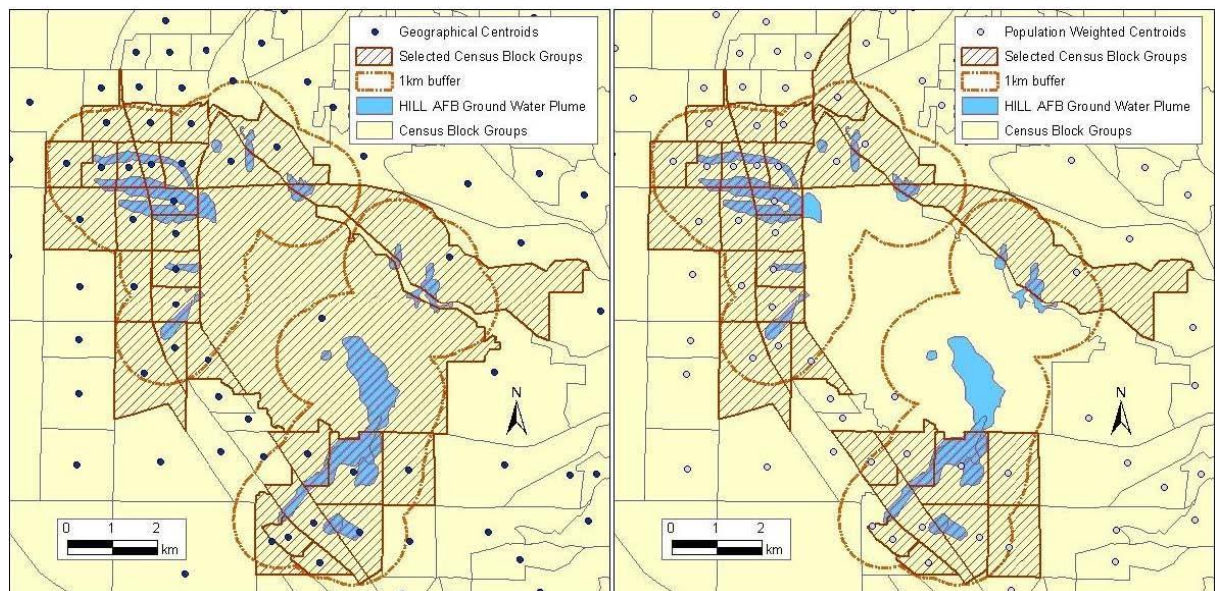 Geographical Centroids
Selected Census Block Groups
1km buffer
HILL AFB Ground Water Plume
Census Block Groups
N
0 1 2
km
Population Weighted Centroids
Selected Census Block Groups
1km buffer
HILL AFB Ground Water Plume
Census Block Groups
N
0 1 2
km